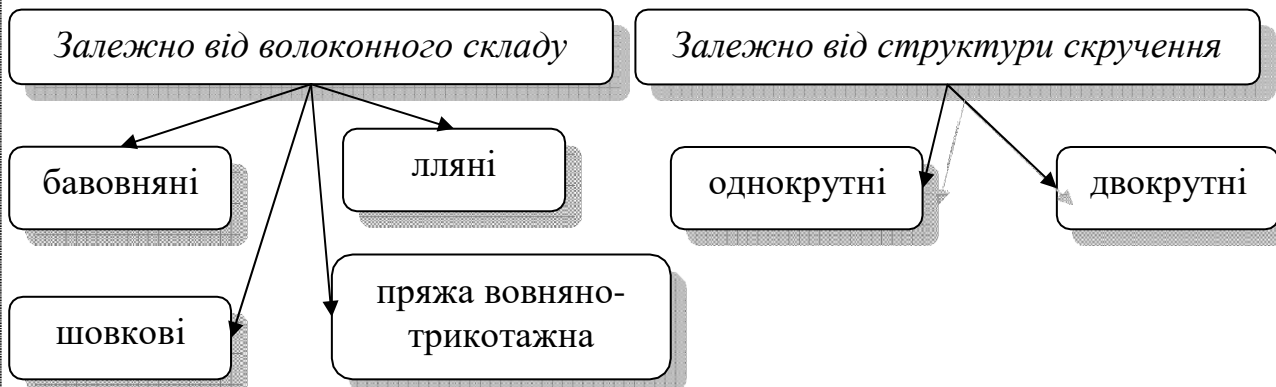 Залежно від волоконного складу
Залежно від структури скручення
бавовняні
лляні
однокрутні
двокрутні
шовкові
пряжа вовняно-
трикотажна